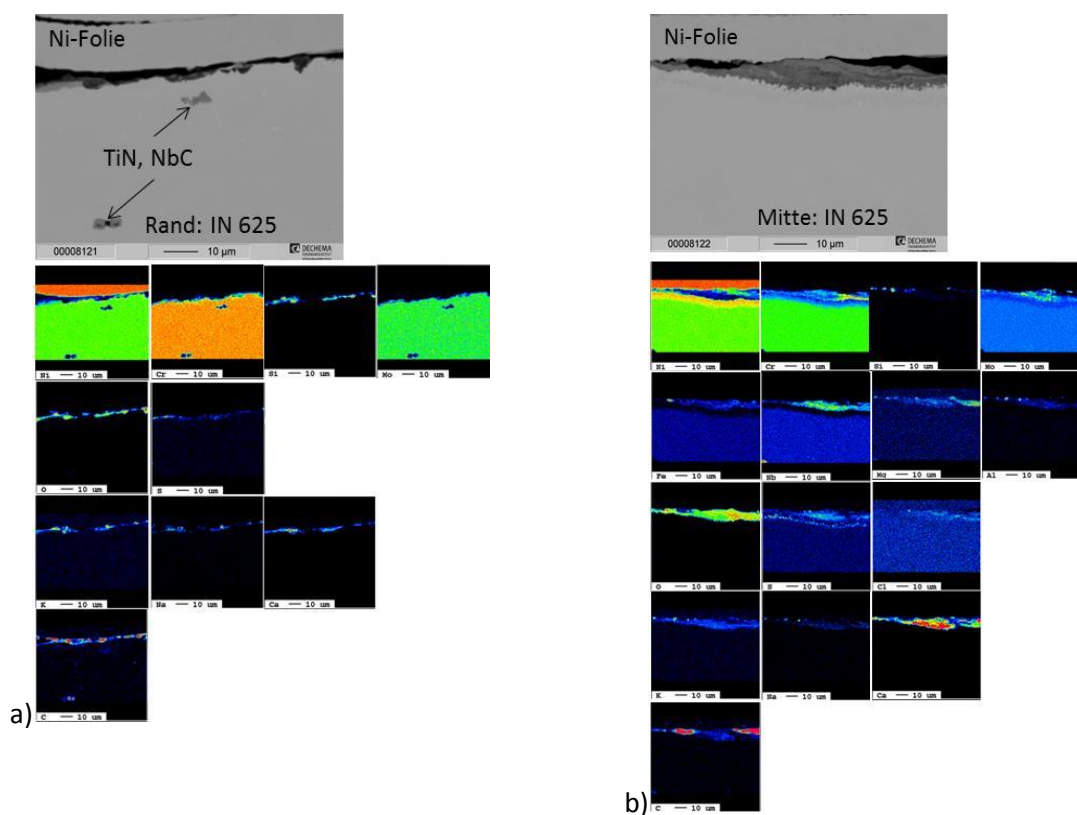 Ni-Folie
TiN, NbC
Rand: IN 625
00008121 10 µm DECHEMA
Ni 10 um Cr 10 um Si 10 um Mo 10 um
O 10 um S 10 um
K 10 um Na 10 um Ca 10 um
C 10 um
a)
Ni-Folie
Mitte: IN 625
00008122 10 µm DECHEMA
Ni 10 um Cr 10 um Si 10 um Mo 10 um
Fe 10 um Nb 10 um Mg 10 um Al 10 um
O 10 um S 10 um Cl 10 um
K 10 um Na 10 um Ca 10 um
C 10 um
b)